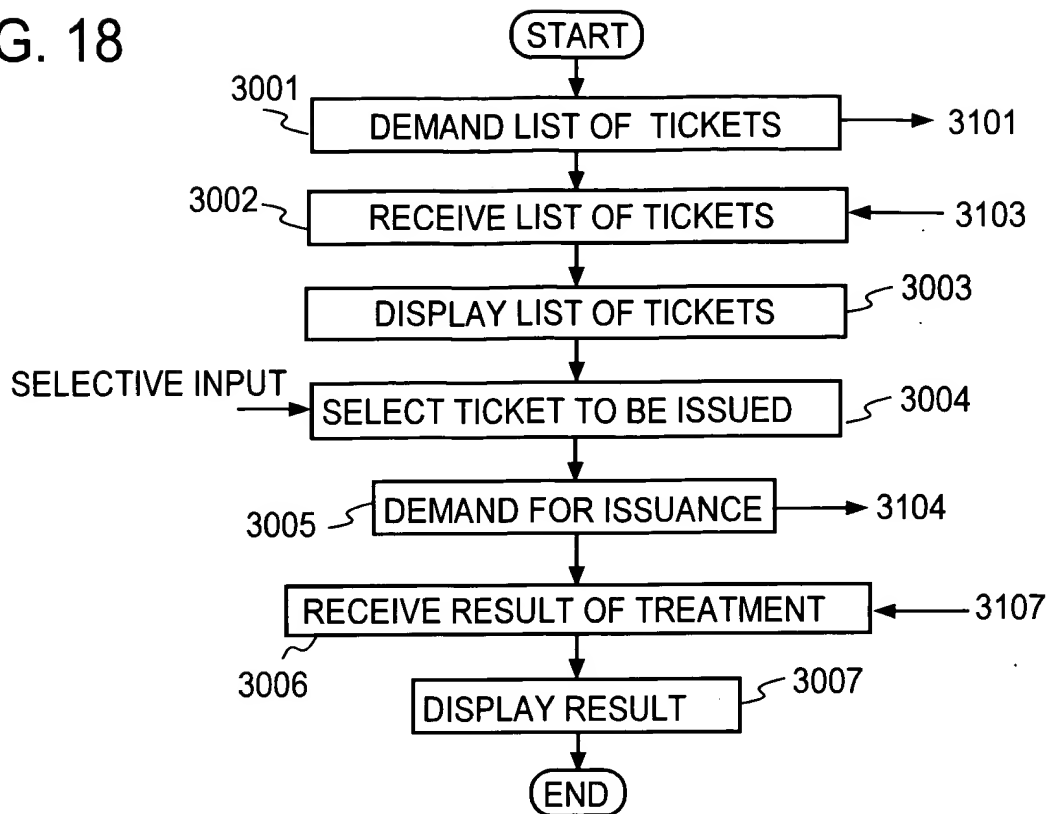 G. 18
START
3001
DEMAND LIST OF TICKETS
3101
3002
RECEIVE LIST OF TICKETS
3103
DISPLAY LIST OF TICKETS
3003
SELECTIVE INPUT
SELECT TICKET TO BE ISSUED
3004
3005
DEMAND FOR ISSUANCE
3104
RECEIVE RESULT OF TREATMENT
3107
3006
DISPLAY RESULT
3007
END